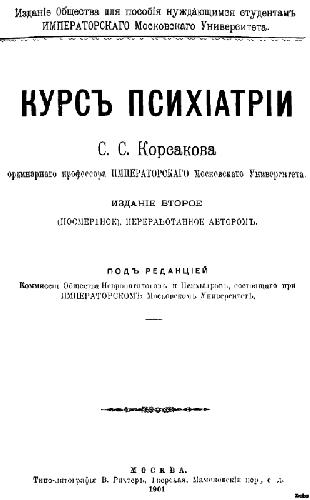 Изданіе Общества для пособія нуждающимся студентамъ
ИМПЕРАТОРСКАГО Московскаго Университета.
КУРСЪ ПСИХІАТРІИ
С. С. Корсакова
ординарнаго профессора ИМПЕРАТОРСКАГО Московскаго Университета.
ИЗДАНІЕ ВТОРОЕ
(ПОСМЕРТНОЕ), ПЕРЕРАБОТАННОЕ АВТОРОМЪ.
ПОДЪ РЕДАКЦІЕЙ
Коммиссіи Общества Невропатологовъ и Психіатровъ, состоящаго при
ИМПЕРАТОРСКОМЪ Московскомъ Университетѣ.
МОСКВА.
Типо-литографія В. Рихтеръ, Тверская, Мамоновскій пер., с. д.
1901